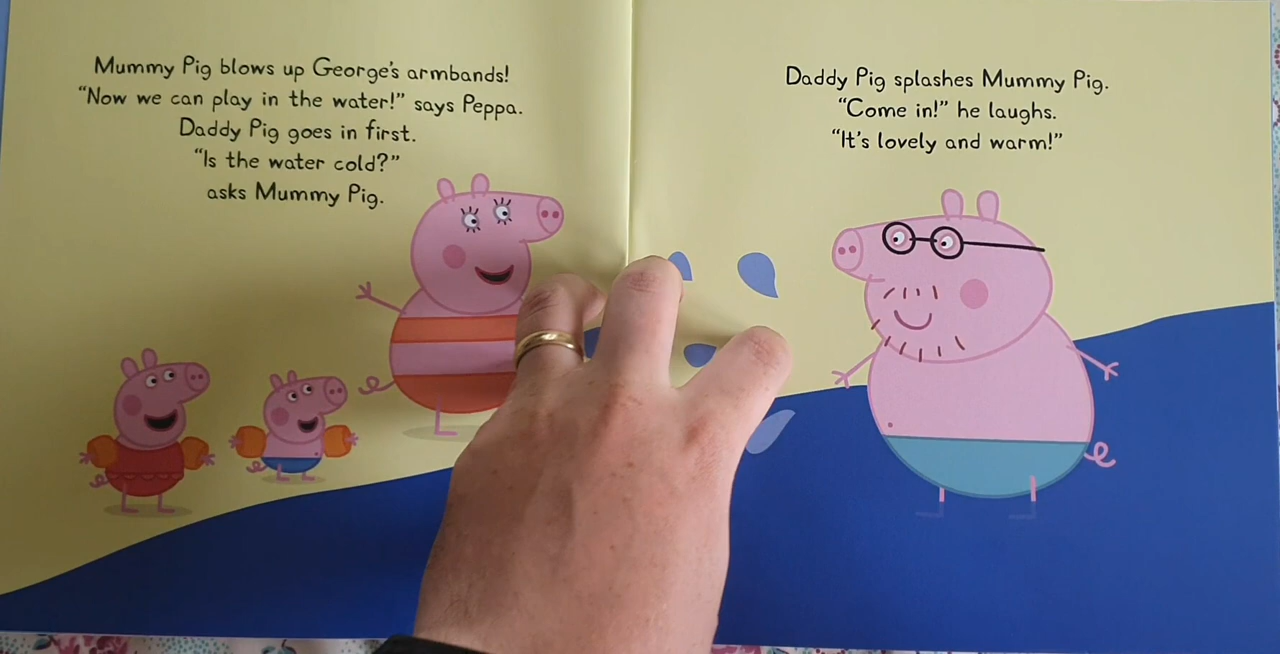 Mummy Pig blows up George's armbands!
“Now we can play in the water!” says Peppa.
Daddy Pig goes in first.
“Is the water cold?”
asks Mummy Pig.
Daddy Pig splashes Mummy Pig.
“Come in!” he laughs.
“It's lovely and warm!”